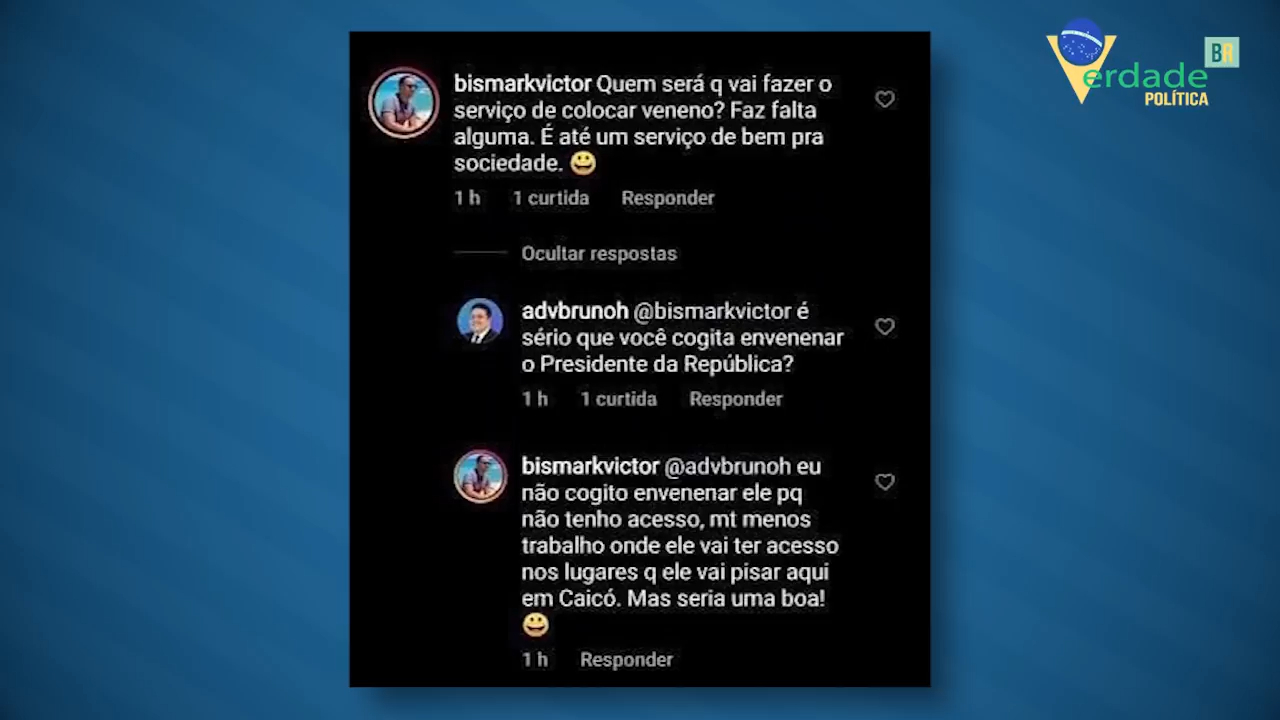 bismarkvictor Quem será q vai fazer o
serviço de colocar veneno? Faz falta
alguma. É até um serviço de bem pra
sociedade. 😀
1 h 1 curtida Responder
Ocultar respostas
advbrunoh @bismarkvictor é
sério que você cogita envenenar
o Presidente da República?
1 h 1 curtida Responder
bismarkvictor @advbrunoh eu
não cogito envenenar ele pq
não tenho acesso, mt menos
trabalho onde ele vai ter acesso
nos lugares q ele vai pisar aqui
em Caicó. Mas seria uma boa!
😀
1 h Responder
Verdade
POLÍTICA
BR